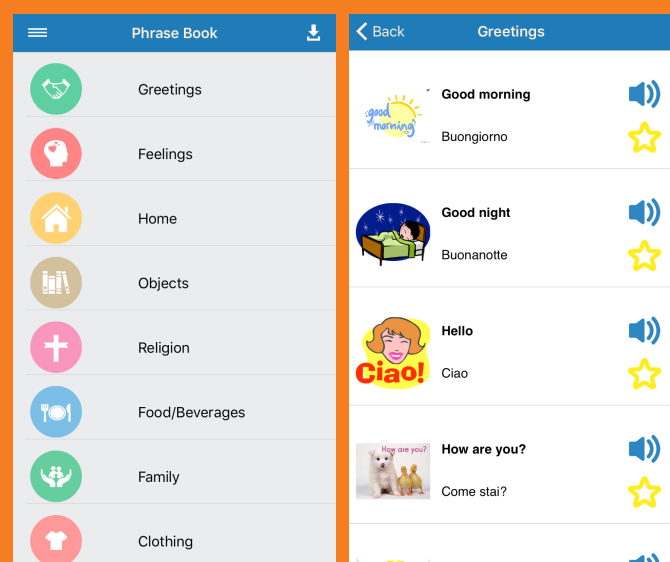 Phrase Book
Greetings
Feelings
Home
Objects
Religion
Food/Beverages
Family
Clothing
Back
Greetings
good
morning
Good morning
Buongiorno
Good night
Buonanotte
Ciao!
Hello
Ciao
How are you?
How are you?
Come stai?